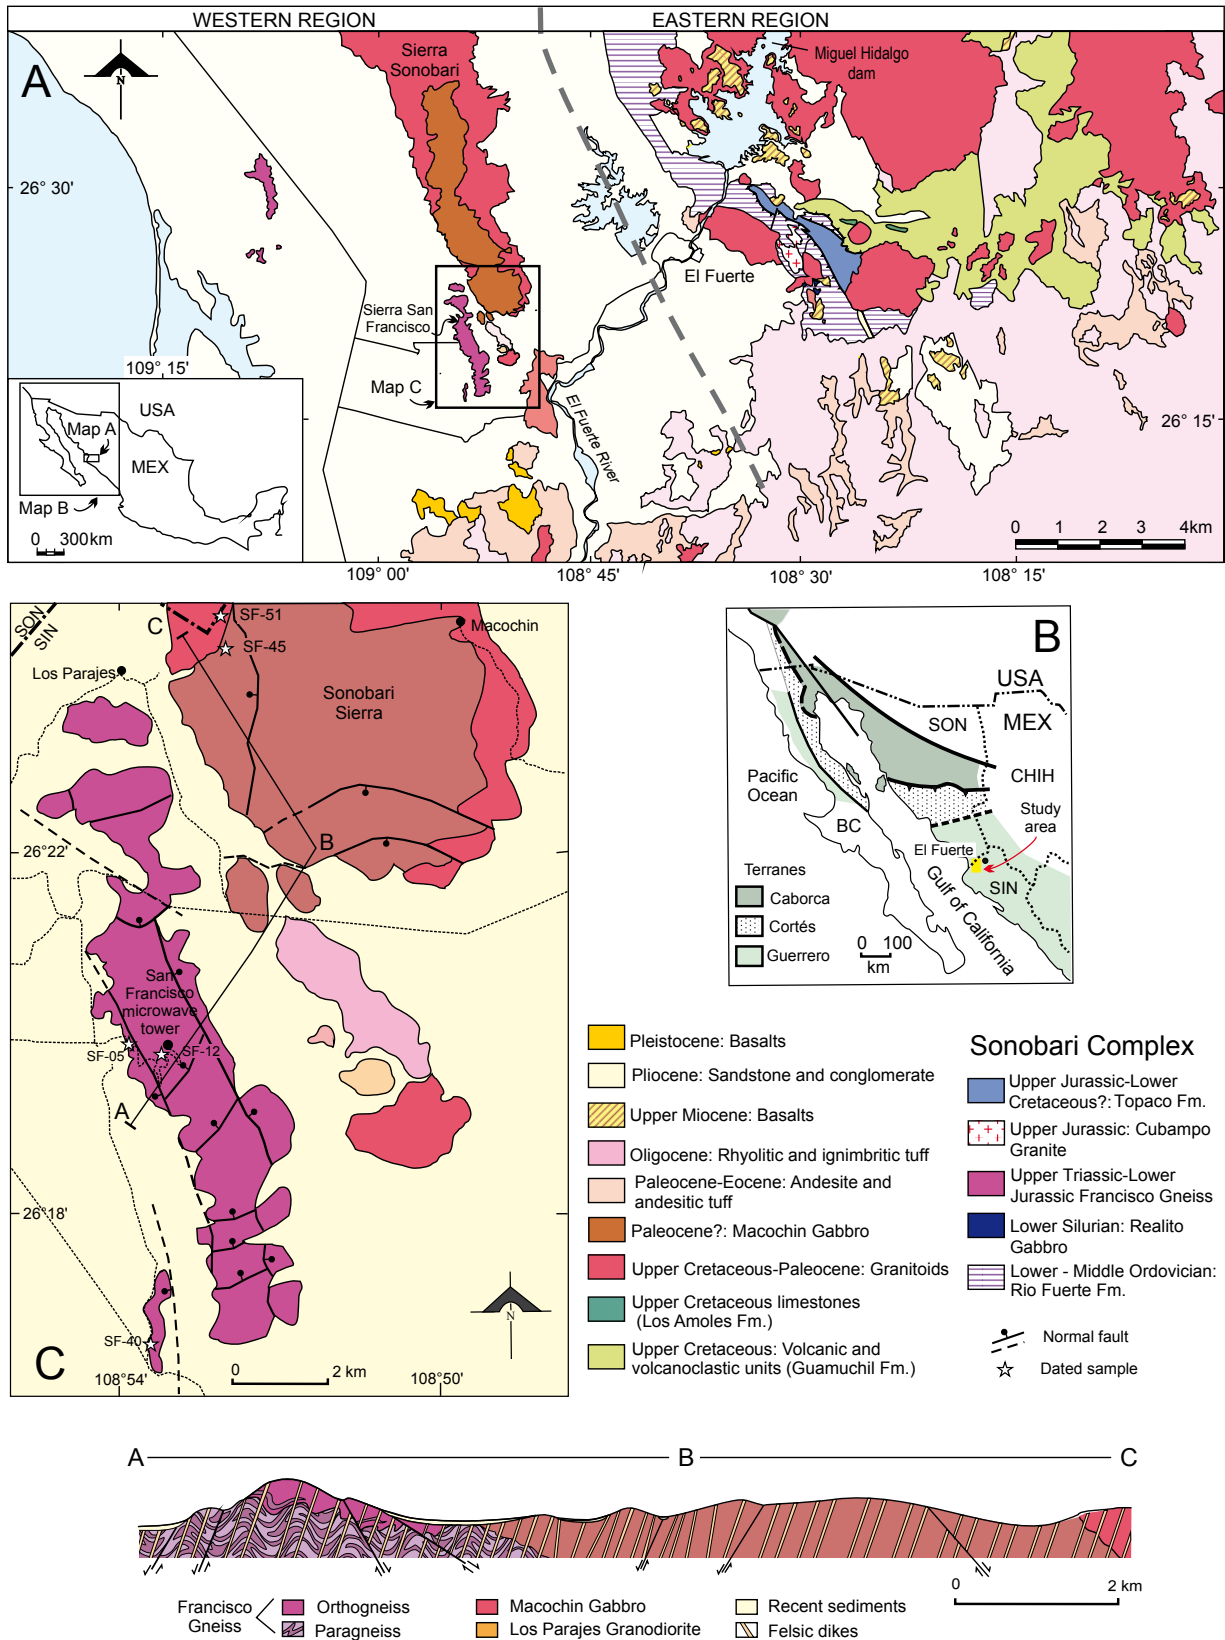 WESTERN REGION
EASTERN REGION
A
N
Sierra
Sonobari
Miguel Hidalgo
dam
26° 30'
El Fuerte
Sierra San
Francisco
109° 15'
Map C
El Fuerte River
26° 15'
USA
Map A
MEX
Map B
0 300km
0 1 2 3 4km
109° 00'
108° 45'
108° 30'
108° 15'
SON
SIN
C
SF-51
SF-45
Macochin
Los Parajes
Sonobari
Sierra
B
26°22'
San
Francisco
microwave
tower
SF-05
SF-12
A
26°18'
SF-40
N
C
0 2 km
108°54'
108°50'
B
USA
SON
MEX
CHIH
Pacific
Ocean
BC
Study
area
El Fuerte
SIN
Gulf of California
Terranes
Caborca
Cortés
Guerrero
0 100
km
Pleistocene: Basalts
Pliocene: Sandstone and conglomerate
Upper Miocene: Basalts
Oligocene: Rhyolitic and ignimbritic tuff
Paleocene-Eocene: Andesite and
andesitic tuff
Paleocene?: Macochin Gabbro
Upper Cretaceous-Paleocene: Granitoids
Upper Cretaceous limestones
(Los Amoles Fm.)
Upper Cretaceous: Volcanic and
volcanoclastic units (Guamuchil Fm.)
Sonobari Complex
Upper Jurassic-Lower
Cretaceous?: Topaco Fm.
Upper Jurassic: Cubampo
Granite
Upper Triassic-Lower
Jurassic Francisco Gneiss
Lower Silurian: Realito
Gabbro
Lower - Middle Ordovician:
Rio Fuerte Fm.
Normal fault
Dated sample
A
B
C
0 2 km
Francisco
Gneiss
Orthogneiss
Paragneiss
Macochin Gabbro
Los Parajes Granodiorite
Recent sediments
Felsic dikes